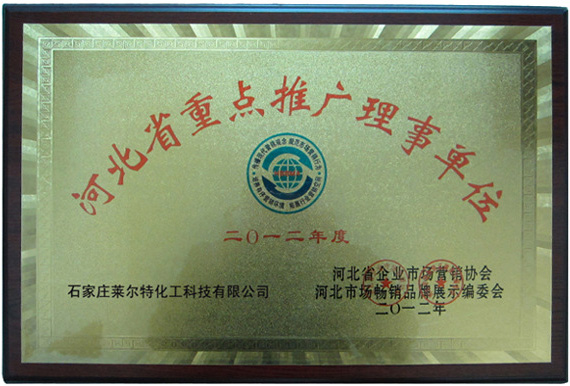 河北省重点推广理事单位
二〇一二年度
石家庄莱尔特化工科技有限公司
河北省企业市场营销协会
河北市场畅销品牌展示编委会
二〇一二年